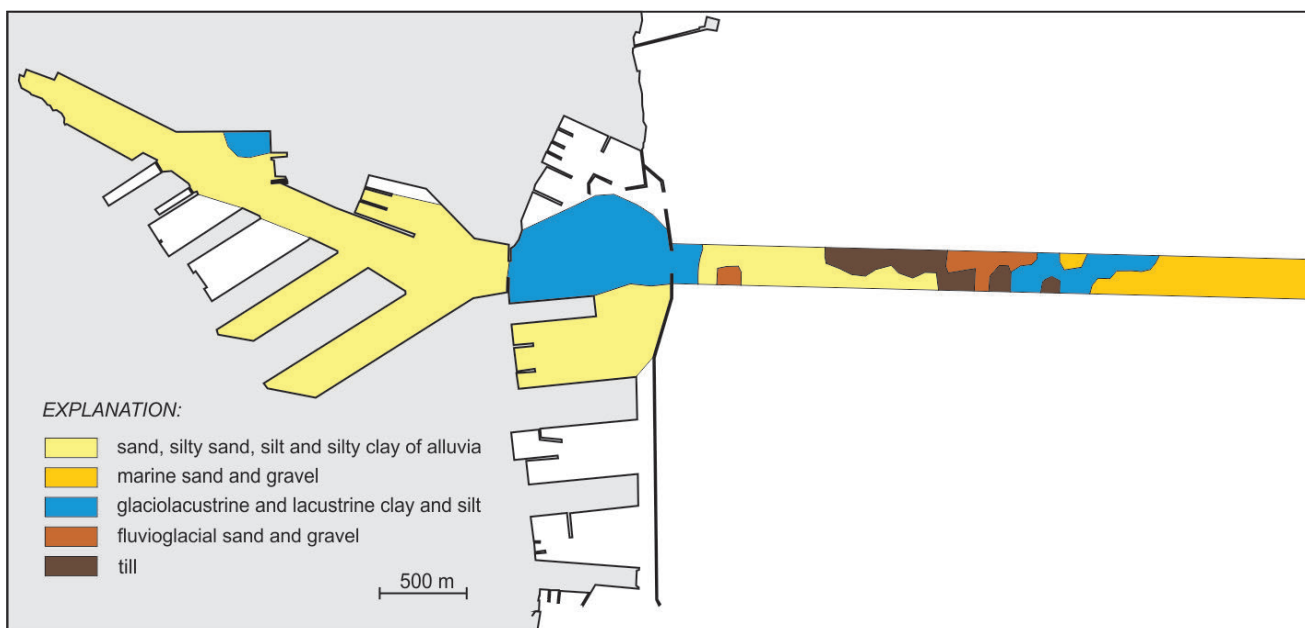 EXPLANATION:
sand, silty sand, silt and silty clay of alluvia
marine sand and gravel
glaciolacustrine and lacustrine clay and silt
fluvioglacial sand and gravel
till
500 m